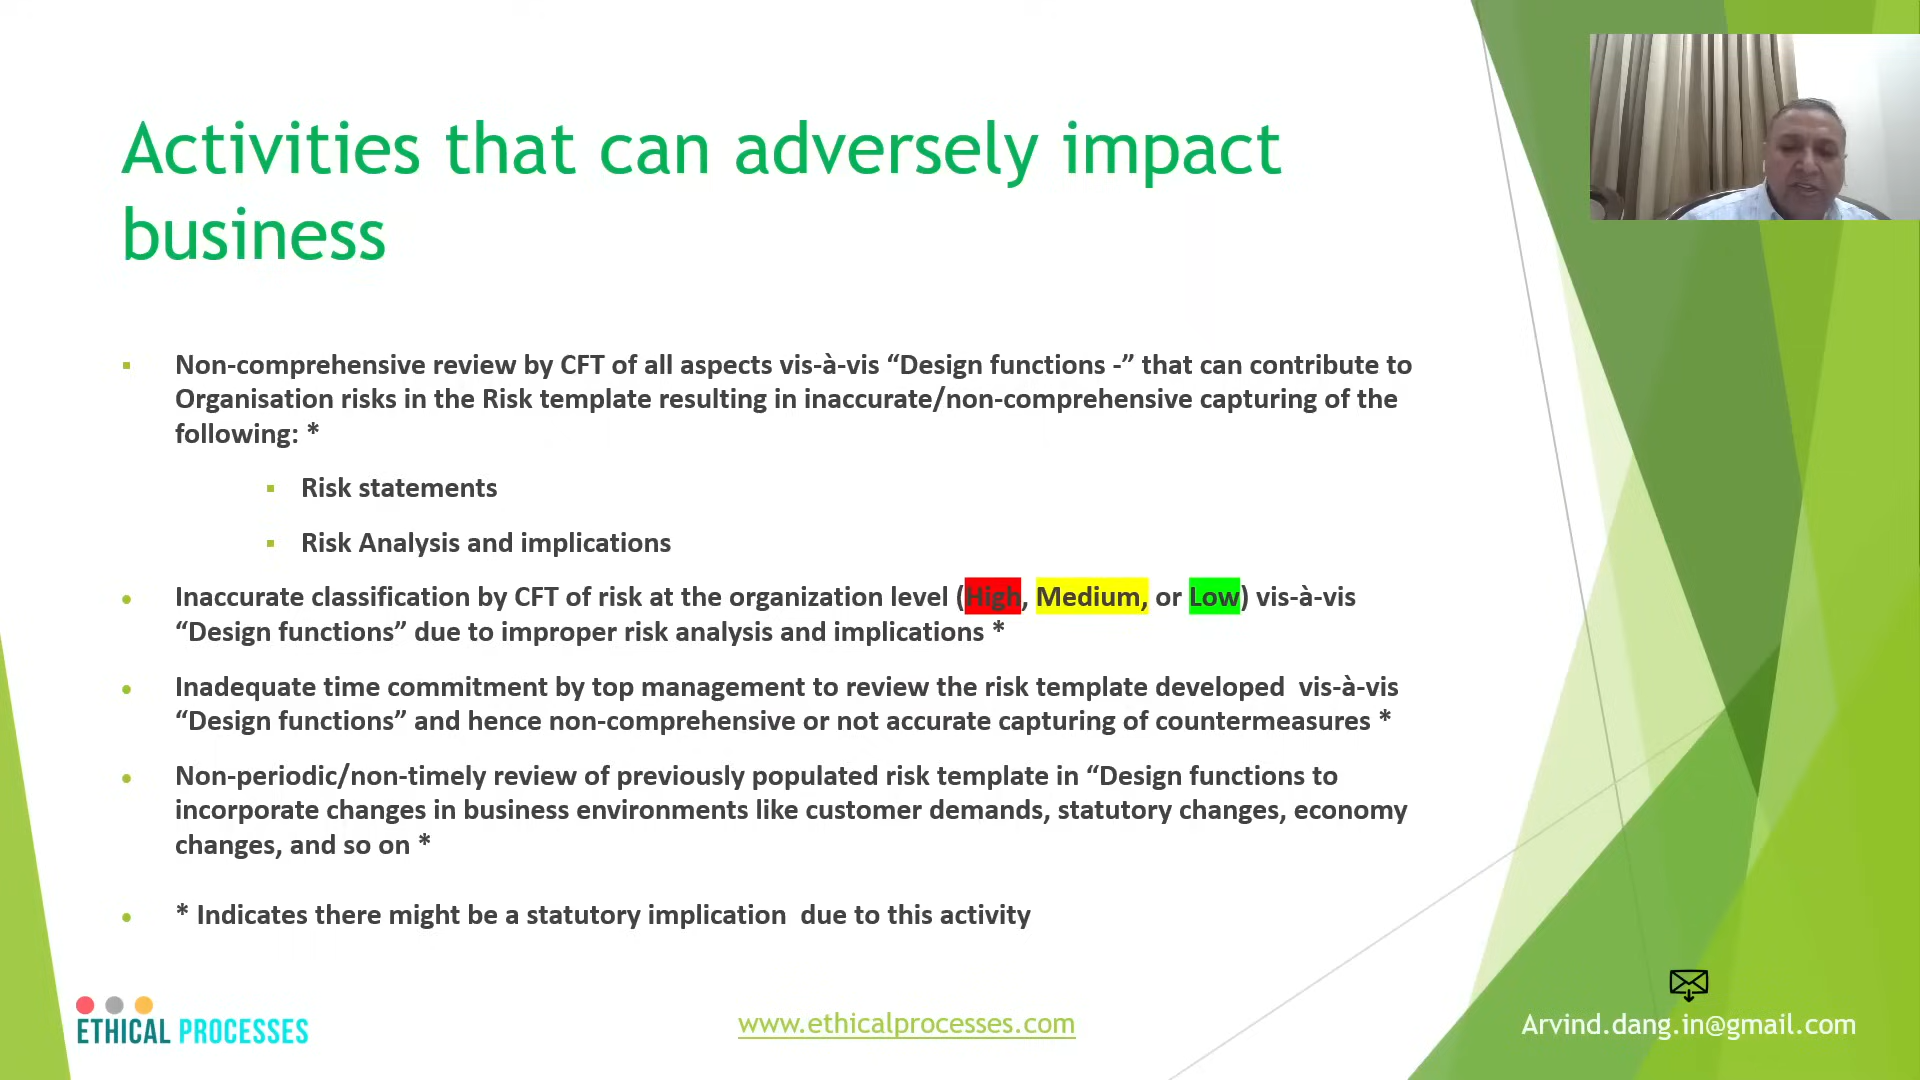 Activities that can adversely impact
business
Non-comprehensive review by CFT of all aspects vis-à-vis “Design functions -” that can contribute to
Organisation risks in the Risk template resulting in inaccurate/non-comprehensive capturing of the
following: *
Risk statements
Risk Analysis and implications
Inaccurate classification by CFT of risk at the organization level (High, Medium, or Low) vis-à-vis
“Design functions” due to improper risk analysis and implications *
Inadequate time commitment by top management to review the risk template developed  vis-à-vis
“Design functions” and hence non-comprehensive or not accurate capturing of countermeasures *
Non-periodic/non-timely review of previously populated risk template in “Design functions to
incorporate changes in business environments like customer demands, statutory changes, economy
changes, and so on *
* Indicates there might be a statutory implication  due to this activity
ETHICAL PROCESSES
www.ethicalprocesses.com
Arvind.dang.in@gmail.com